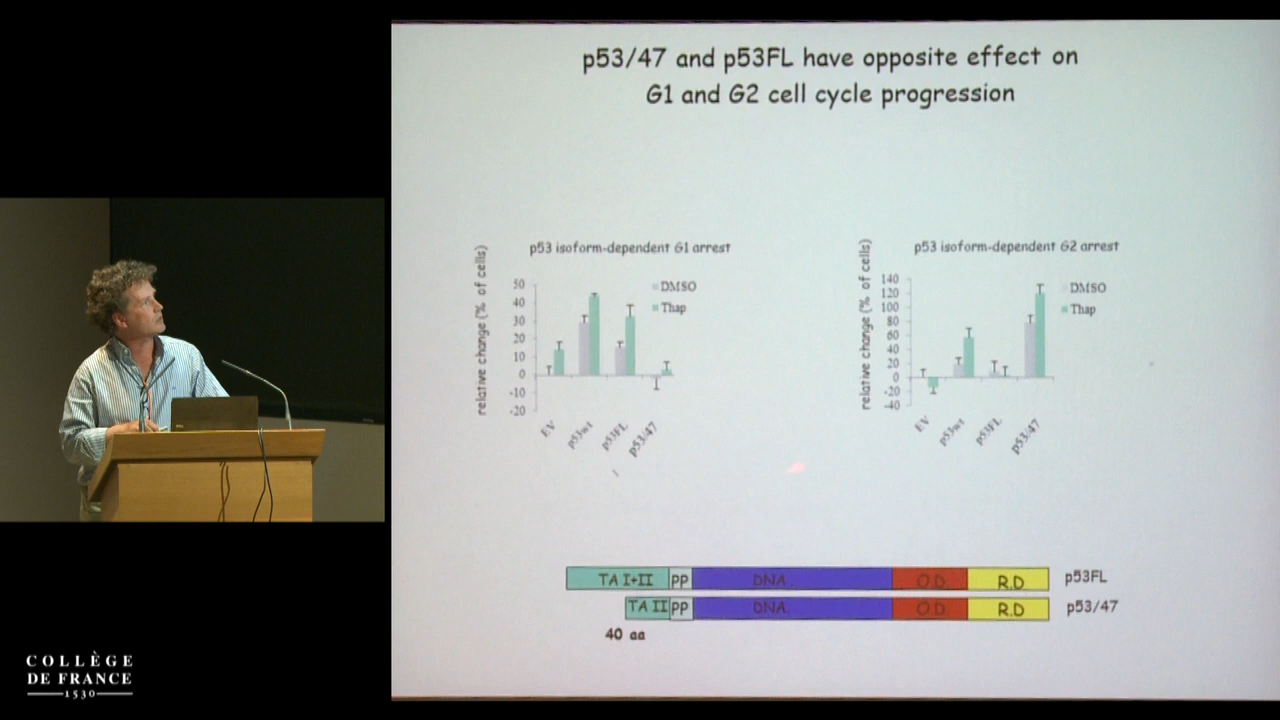 p53/47 and p53FL have opposite effect on
G1 and G2 cell cycle progression
p53 isoform-dependent G1 arrest
relative change (% of cells)
50
40
30
20
10
0
-10
-20
DMSO
Thap
EV
p53wt
p53FL
p53/47
p53 isoform-dependent G2 arrest
relative change (% of cells)
140
120
100
80
60
40
20
0
-20
-40
DMSO
Thap
EV
p53wt
p53FL
p53/47
TA I+II PP DNA. O.D. R.D p53FL
TA II PP DNA. O.D. R.D p53/47
40 aa
COLLÈGE
DE FRANCE
1530